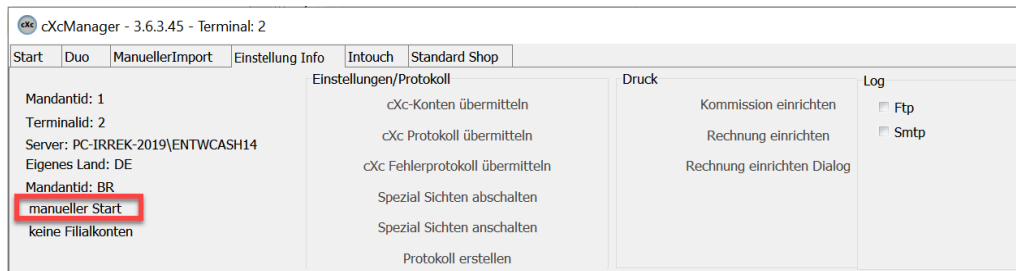 cXc cXcManager - 3.6.3.45 - Terminal: 2
Start Duo ManuellerImport Einstellung Info Intouch Standard Shop
Mandantid: 1
Terminalid: 2
Server: PC-IRREK-2019\ENTWCASH14
Eigenes Land: DE
Mandantid: BR
manueller Start
keine Filialkonten
Einstellungen/Protokoll
cXc-Konten übermitteln
cXc Protokoll übermitteln
cXc Fehlerprotokoll übermitteln
Spezial Sichten abschalten
Spezial Sichten anschalten
Protokoll erstellen
Druck
Kommission einrichten
Rechnung einrichten
Rechnung einrichten Dialog
Log
Ftp
Smtp